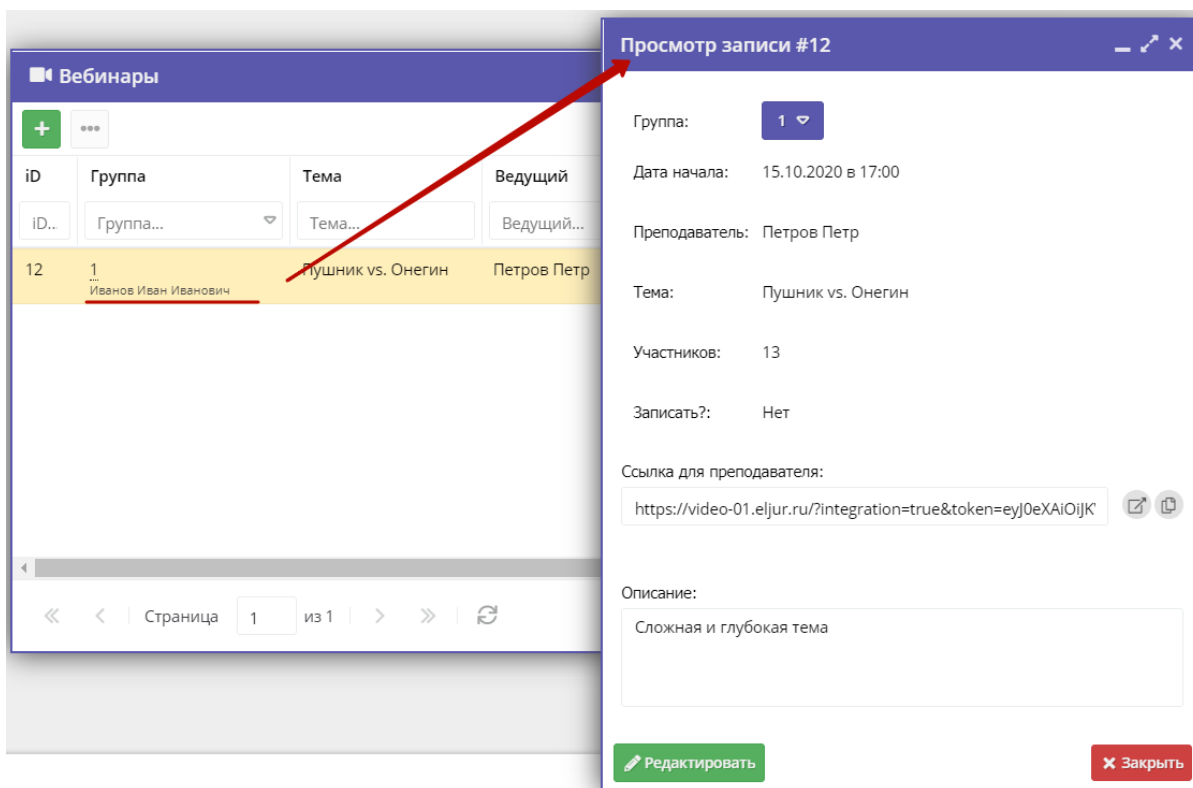 Вебинары
iD Группа Тема Ведущий
iD... Группа... Тема... Ведущий...
12 1 Пушник vs. Онегин Петров Петр
Иванов Иван Иванович
Страница 1 из 1
Просмотр записи #12
Группа: 1
Дата начала: 15.10.2020 в 17:00
Преподаватель: Петров Петр
Тема: Пушник vs. Онегин
Участников: 13
Записать?: Нет
Ссылка для преподавателя:
https://video-01.eljur.ru/?integration=true&token=eyJ0eXAiOiJK
Описание:
Сложная и глубокая тема
Редактировать Закрыть